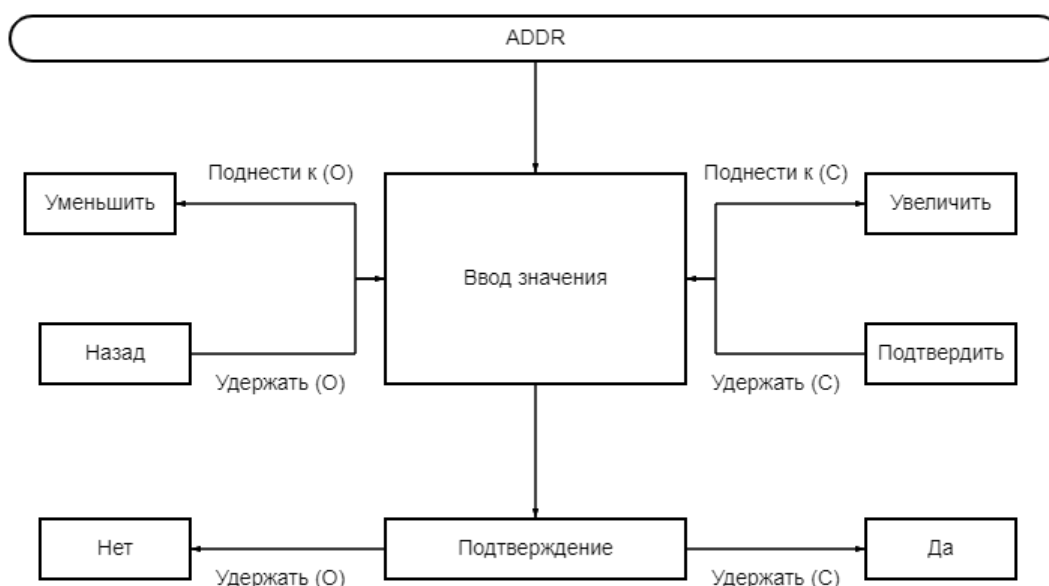 ADDR
Поднести к (O)
Поднести к (C)
Уменьшить
Увеличить
Ввод значения
Назад
Подтвердить
Удержать (O)
Удержать (C)
Нет
Подтверждение
Да
Удержать (O)
Удержать (C)